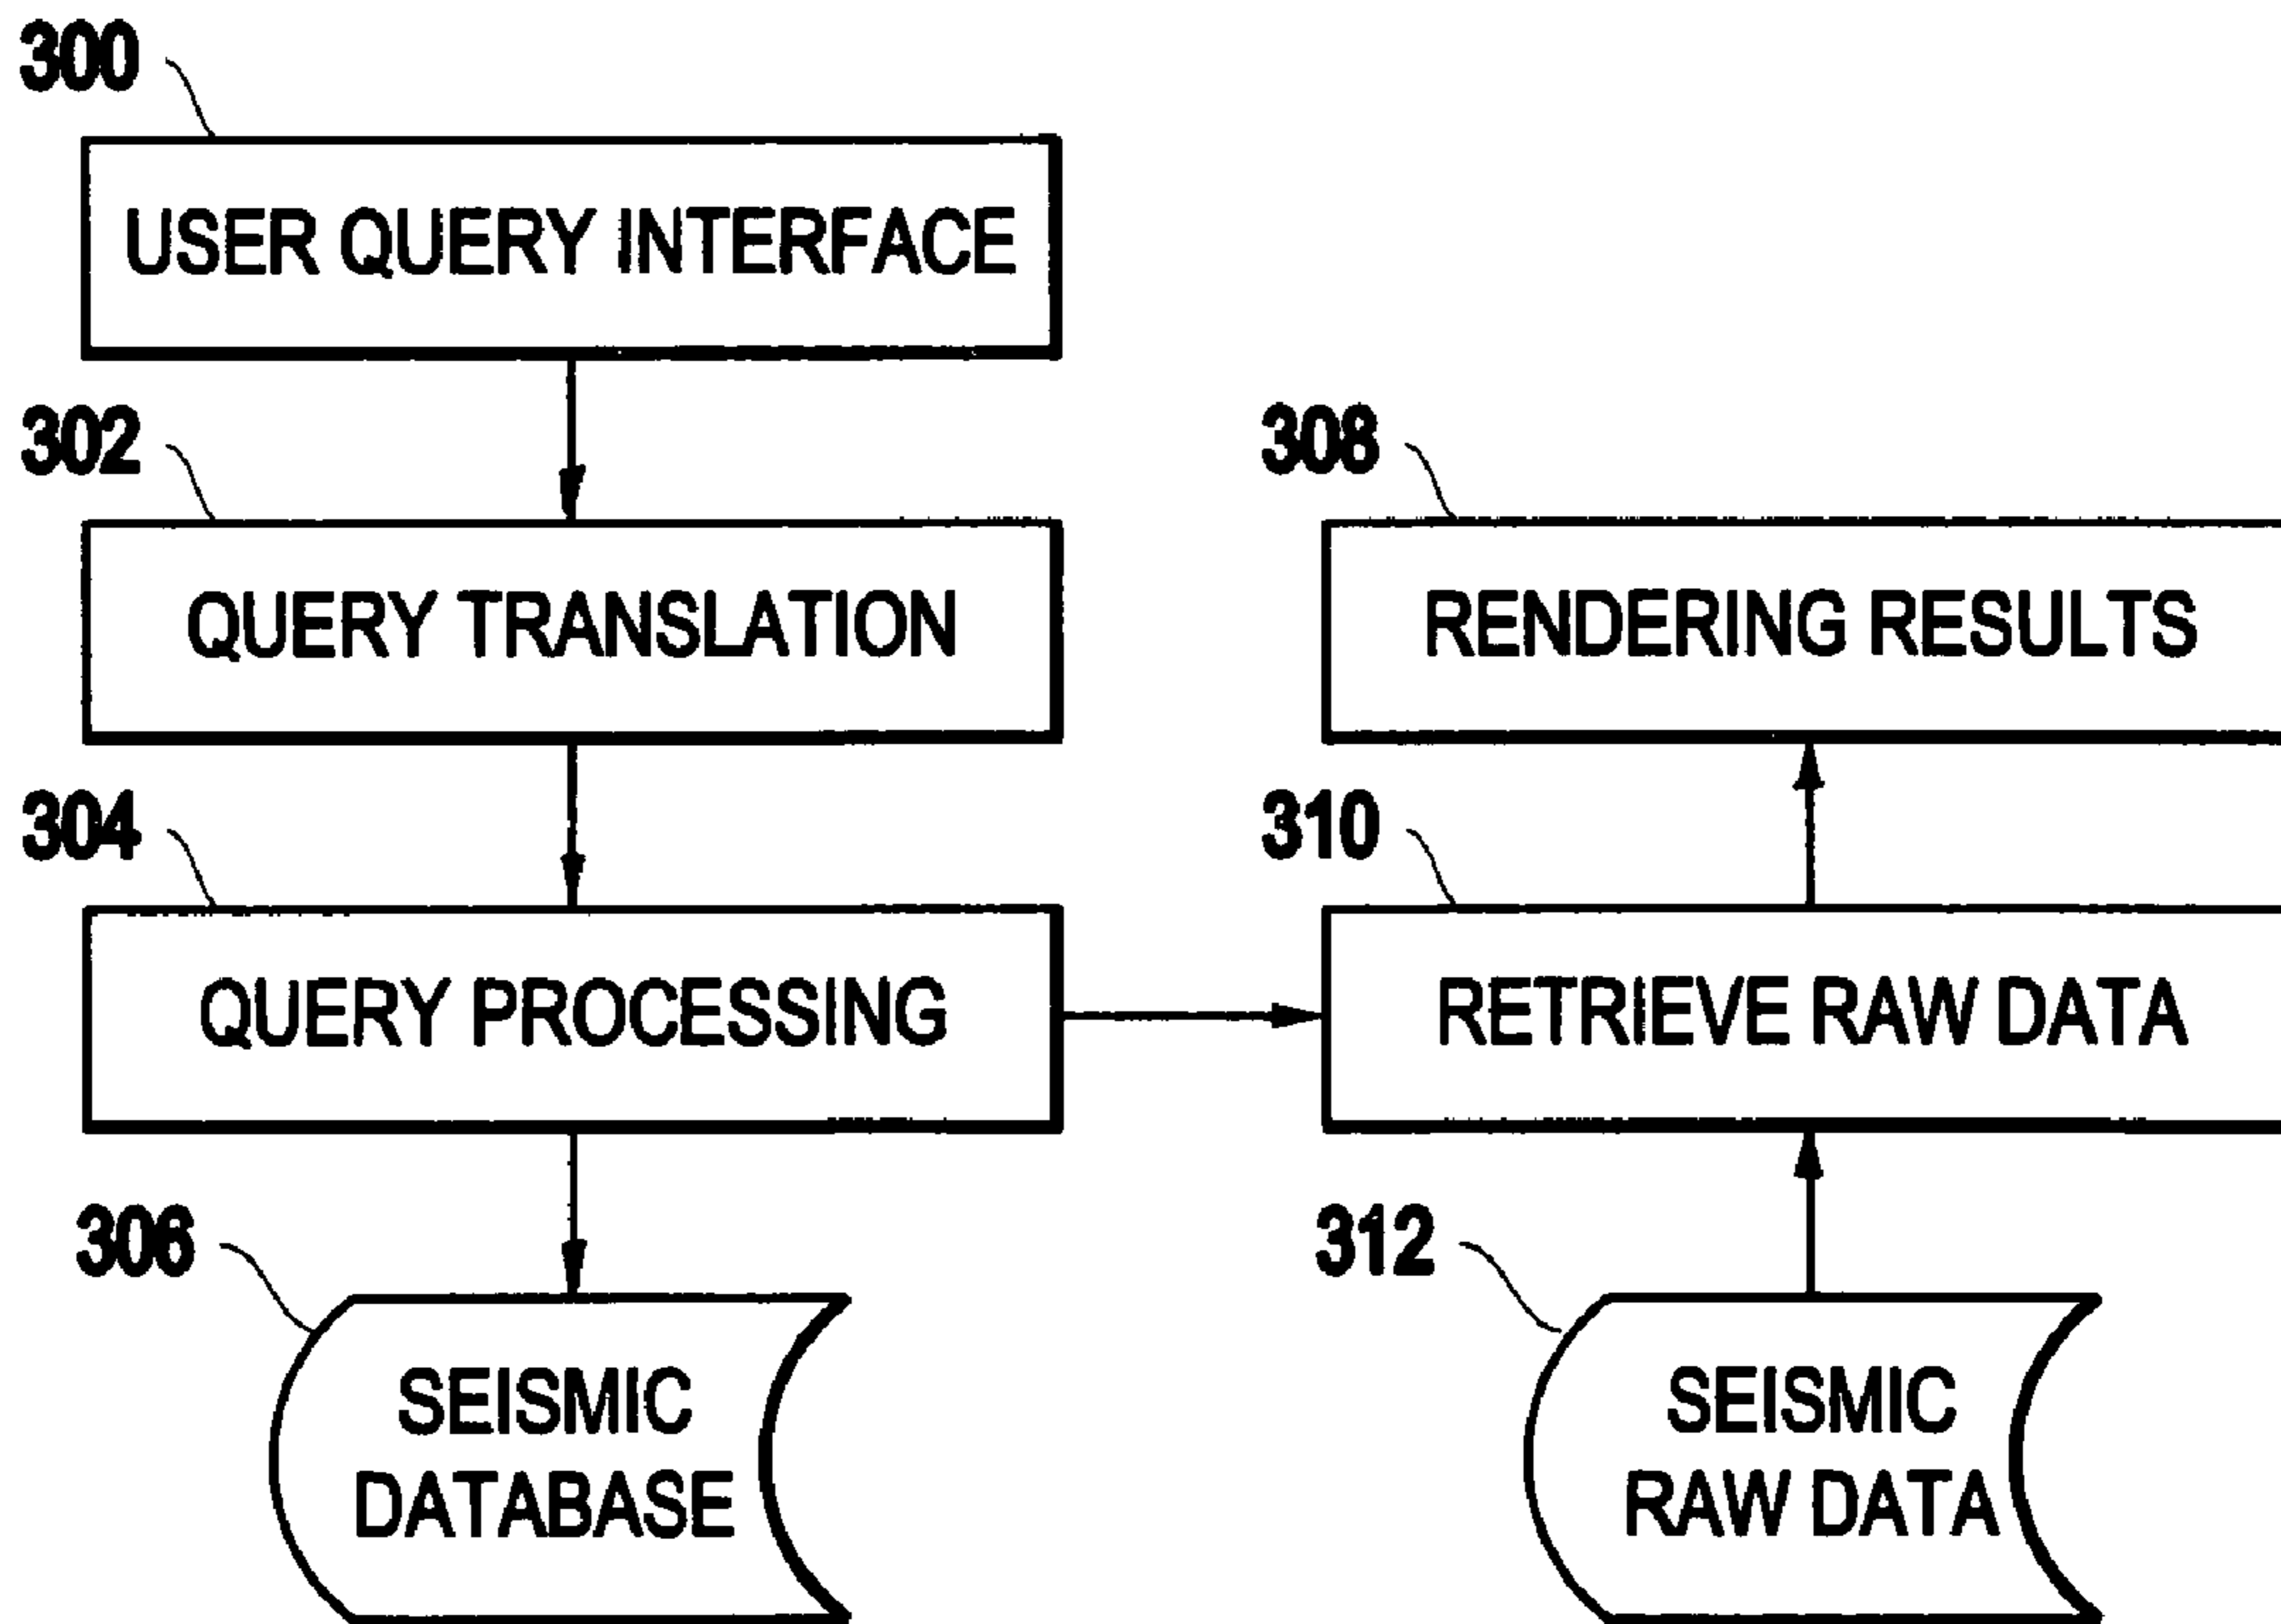 300
USER QUERY INTERFACE
302
QUERY TRANSLATION
304
QUERY PROCESSING
306
SEISMIC
DATABASE
308
RENDERING RESULTS
310
RETRIEVE RAW DATA
312
SEISMIC
RAW DATA